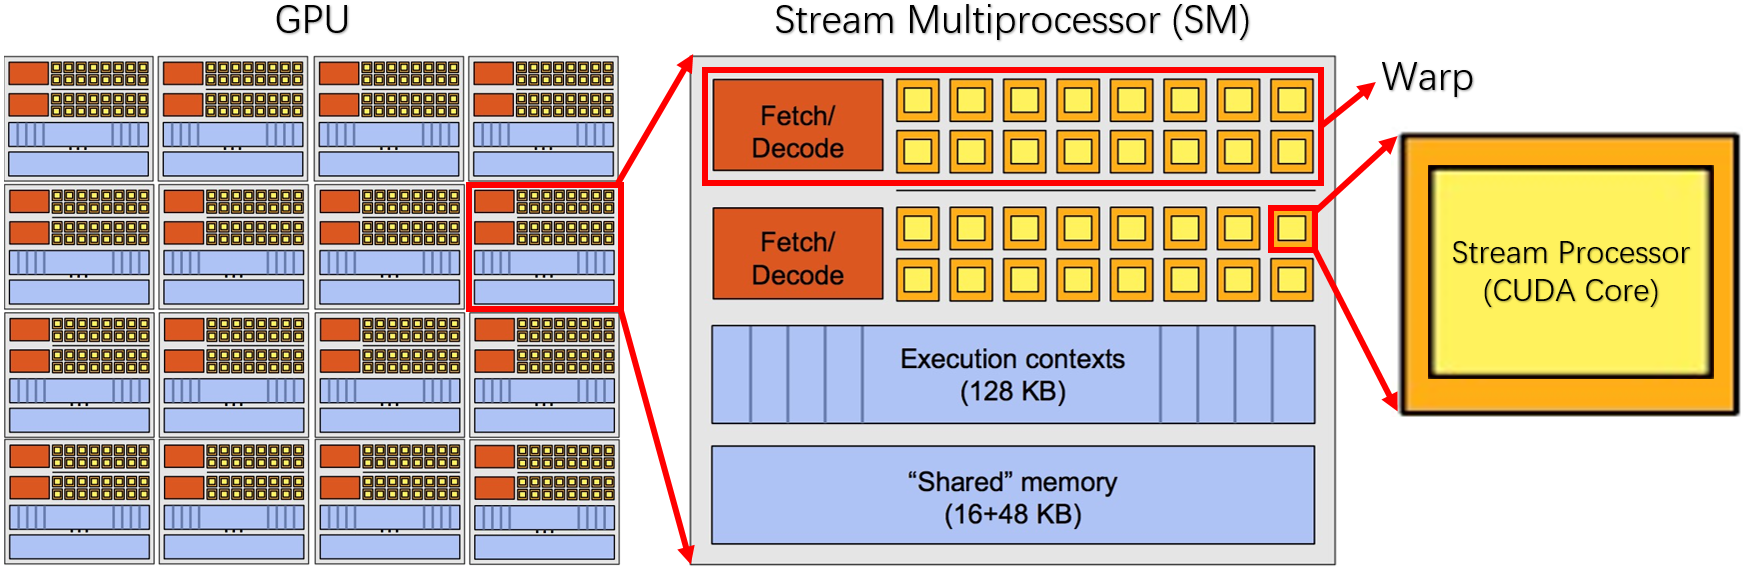 GPU
Stream Multiprocessor (SM)
Warp
Fetch/
Decode
Fetch/
Decode
Stream Processor
(CUDA Core)
Execution contexts
(128 KB)
“Shared” memory
(16+48 KB)